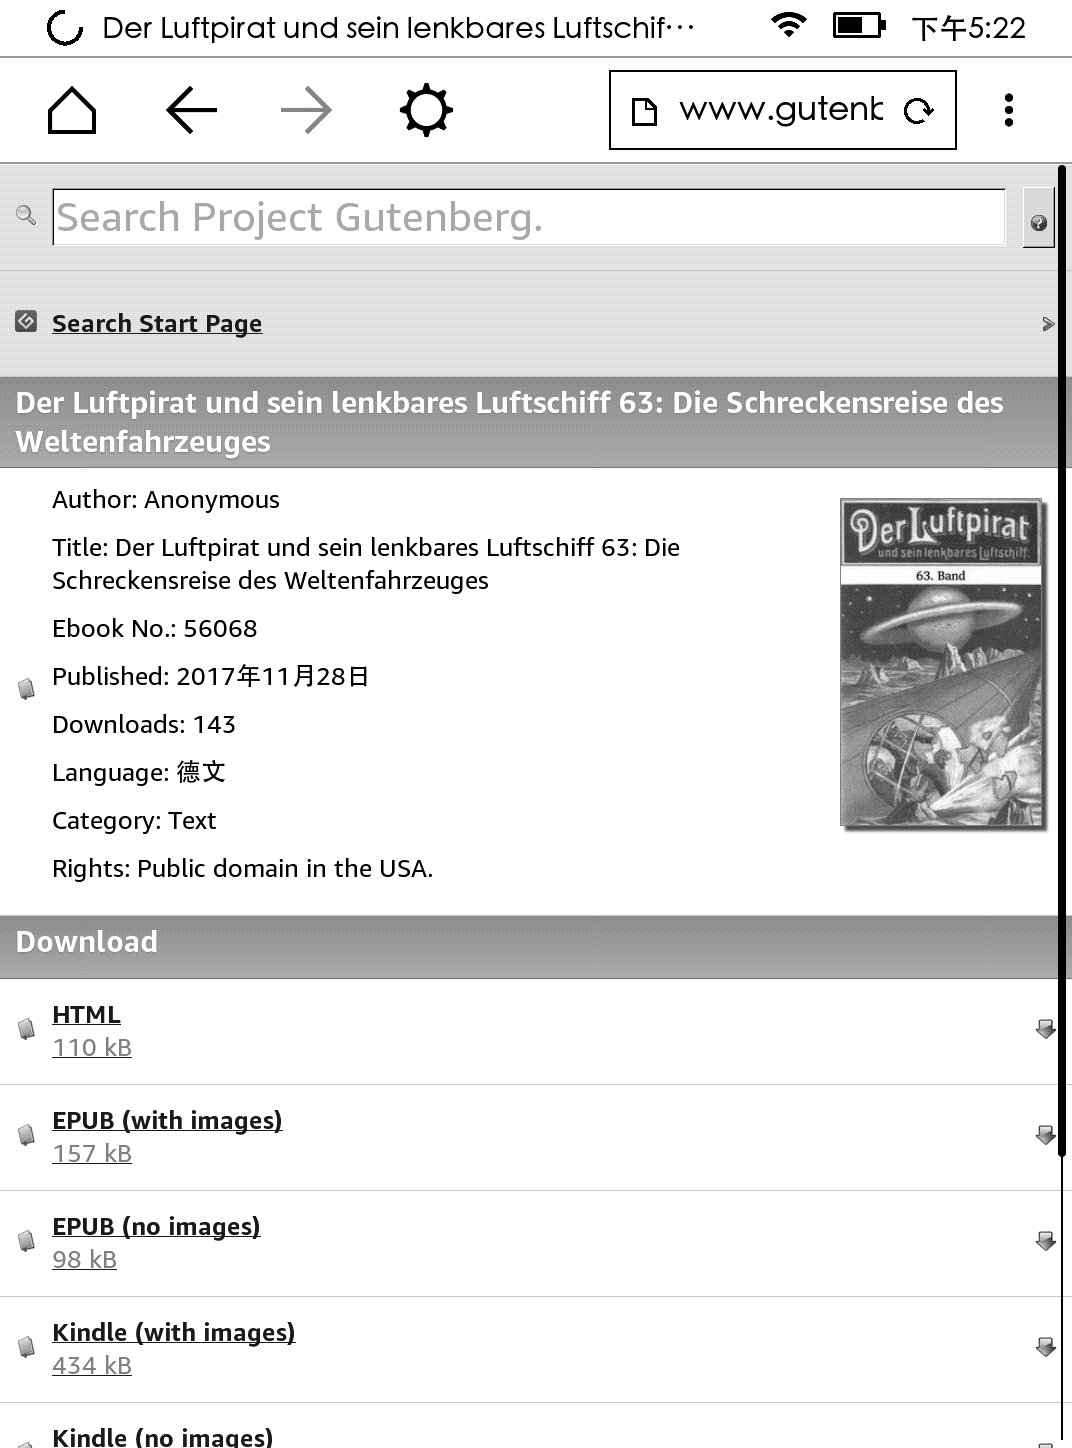 Der Luftpirat und sein lenkbares Luftschif⋯
下午5:22
www.gutenb
Search Project Gutenberg.
Search Start Page
Der Luftpirat und sein lenkbares Luftschiff 63: Die Schreckensreise des
Weltenfahrzeuges
Author: Anonymous
Title: Der Luftpirat und sein lenkbares Luftschiff 63: Die
Schreckensreise des Weltenfahrzeuges
Ebook No.: 56068
Published: 2017年11月28日
Downloads: 143
Language: 德文
Category: Text
Rights: Public domain in the USA.
Der Luftpirat
und sein lenkbares Luftschiff
63. Band
Download
HTML
110 kB
EPUB (with images)
157 kB
EPUB (no images)
98 kB
Kindle (with images)
434 kB
Kindle (no images)